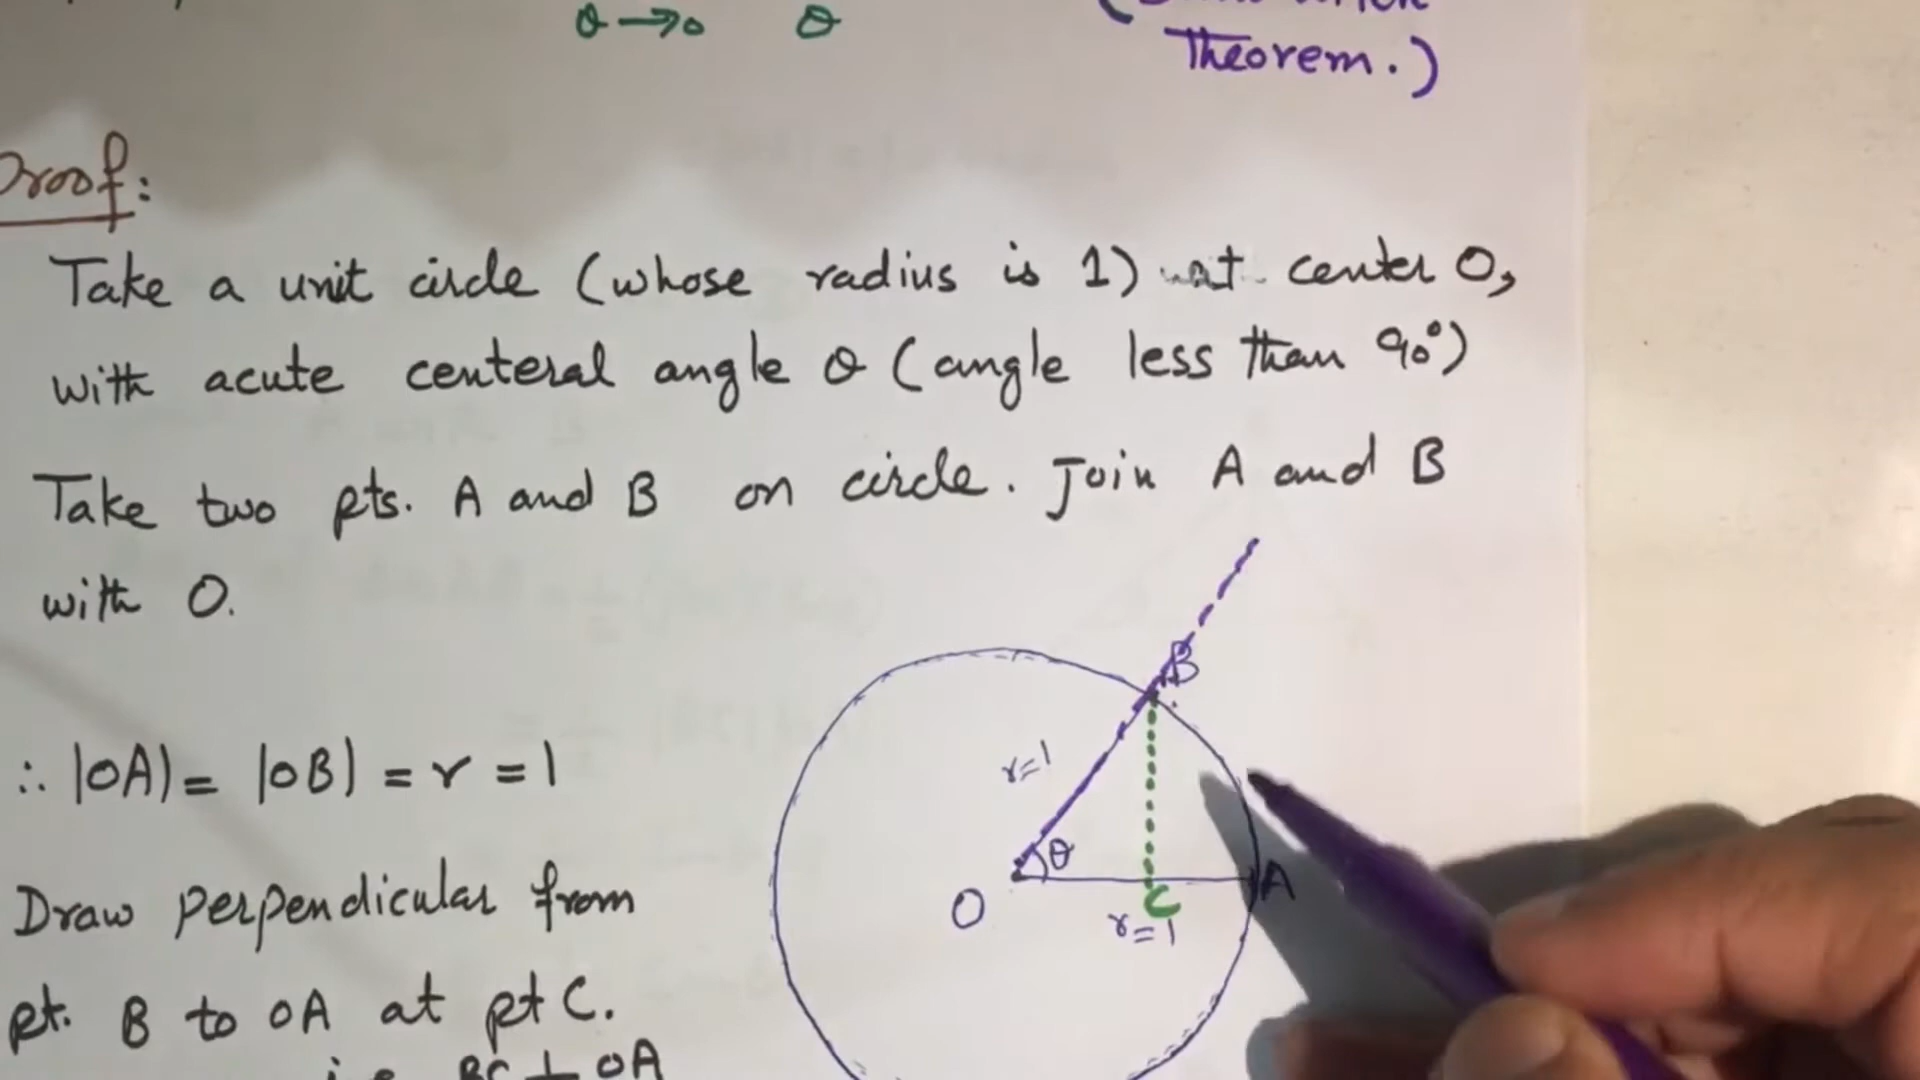 θ → 0 θ
Theorem.)
Proof:
Take a unit circle (whose radius is 1) at center O,
with acute centeral angle θ (angle less than 90°)
Take two pts. A and B on circle. Join A and B
with O.
B
r=1
∴ |OA| = |OB| = r = 1
θ
A
O
C
r=1
Draw perpendicular from
pt. B to OA at pt C.
i.e BC ⊥ OA